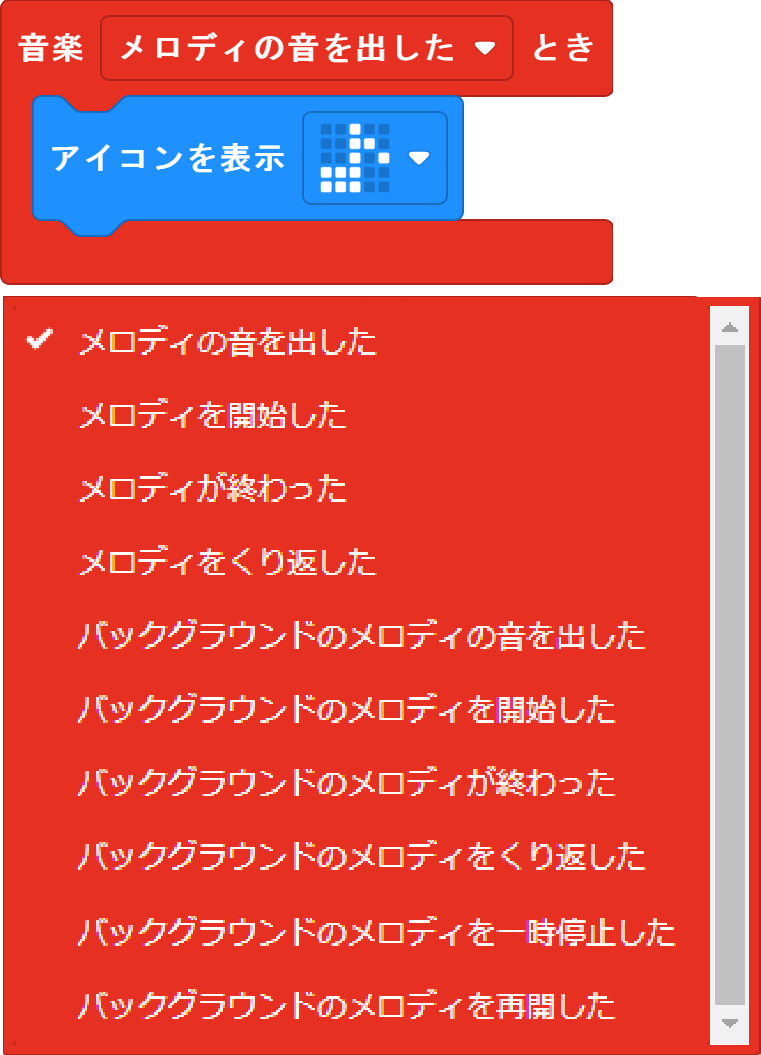 音楽 メロディの音を出した とき
アイコンを表示
メロディの音を出した
メロディを開始した
メロディが終わった
メロディをくり返した
バックグラウンドのメロディの音を出した
バックグラウンドのメロディを開始した
バックグラウンドのメロディが終わった
バックグラウンドのメロディをくり返した
バックグラウンドのメロディを一時停止した
バックグラウンドのメロディを再開した